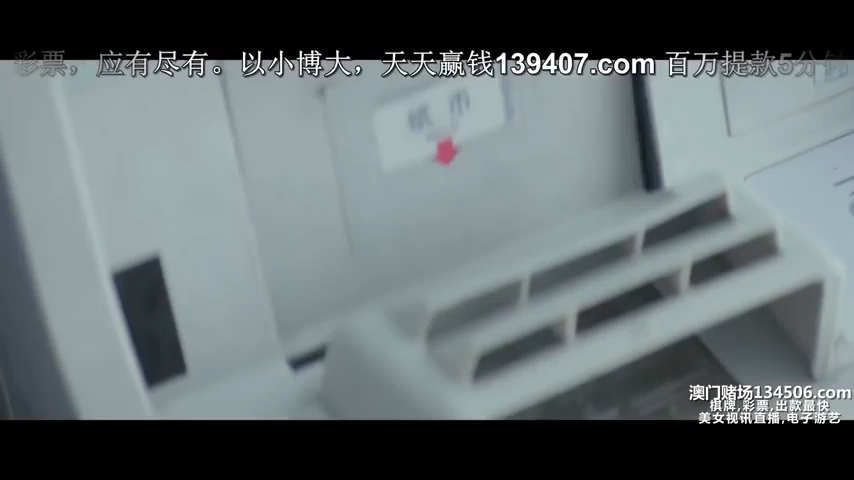 彩票，应有尽有。以小博大，天天赢钱139407.com 百万提款5分钟
纸 币
澳门赌场134506.com
棋牌,彩票,出款最快
美女视讯直播,电子游艺